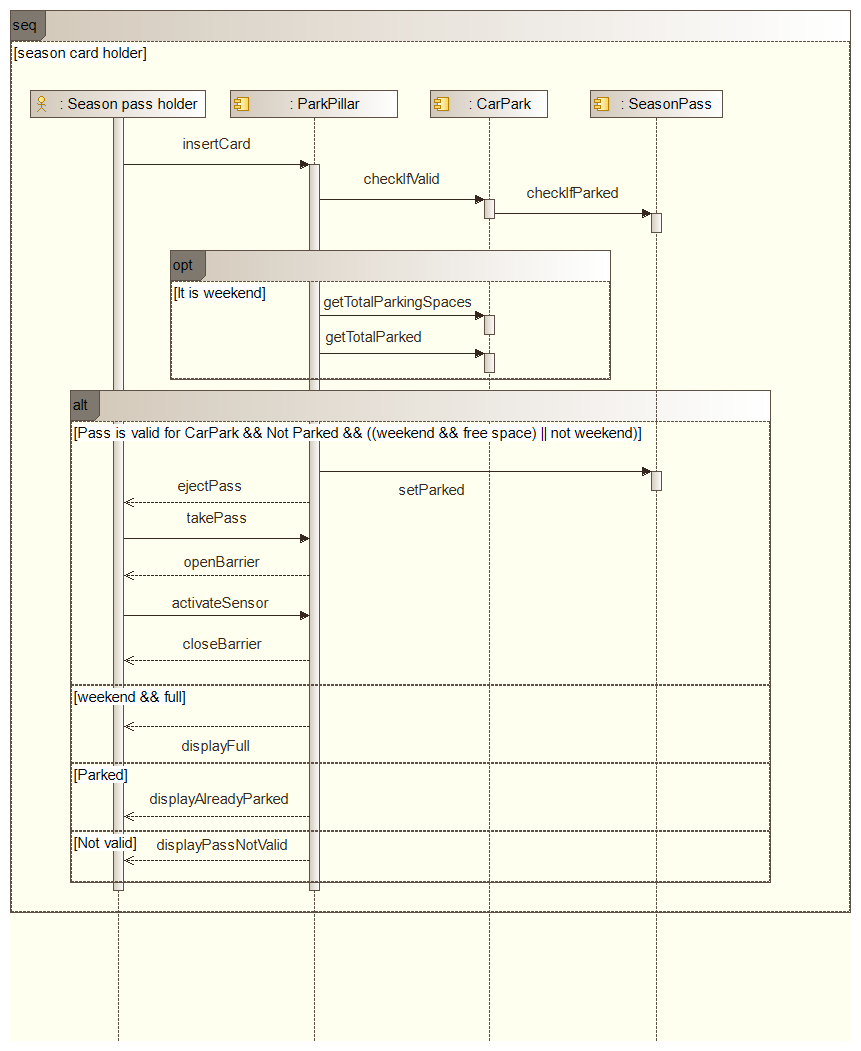 seq
[season card holder]
: Season pass holder
: ParkPillar
: CarPark
: SeasonPass
insertCard
checkIfValid
checkIfParked
opt
[It is weekend]
getTotalParkingSpaces
getTotalParked
alt
[Pass is valid for CarPark && Not Parked && ((weekend && free space) || not weekend)]
ejectPass
setParked
takePass
openBarrier
activateSensor
closeBarrier
[weekend && full]
displayFull
[Parked]
displayAlreadyParked
[Not valid]
displayPassNotValid